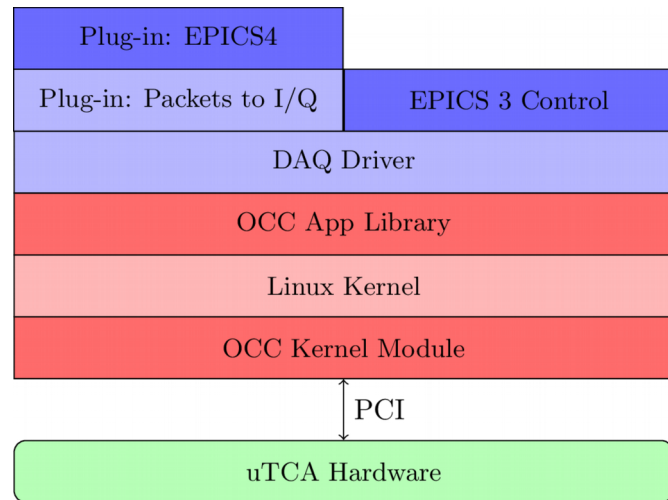 Plug-in: EPICS4
Plug-in: Packets to I/Q
EPICS 3 Control
DAQ Driver
OCC App Library
Linux Kernel
OCC Kernel Module
PCI
uTCA Hardware